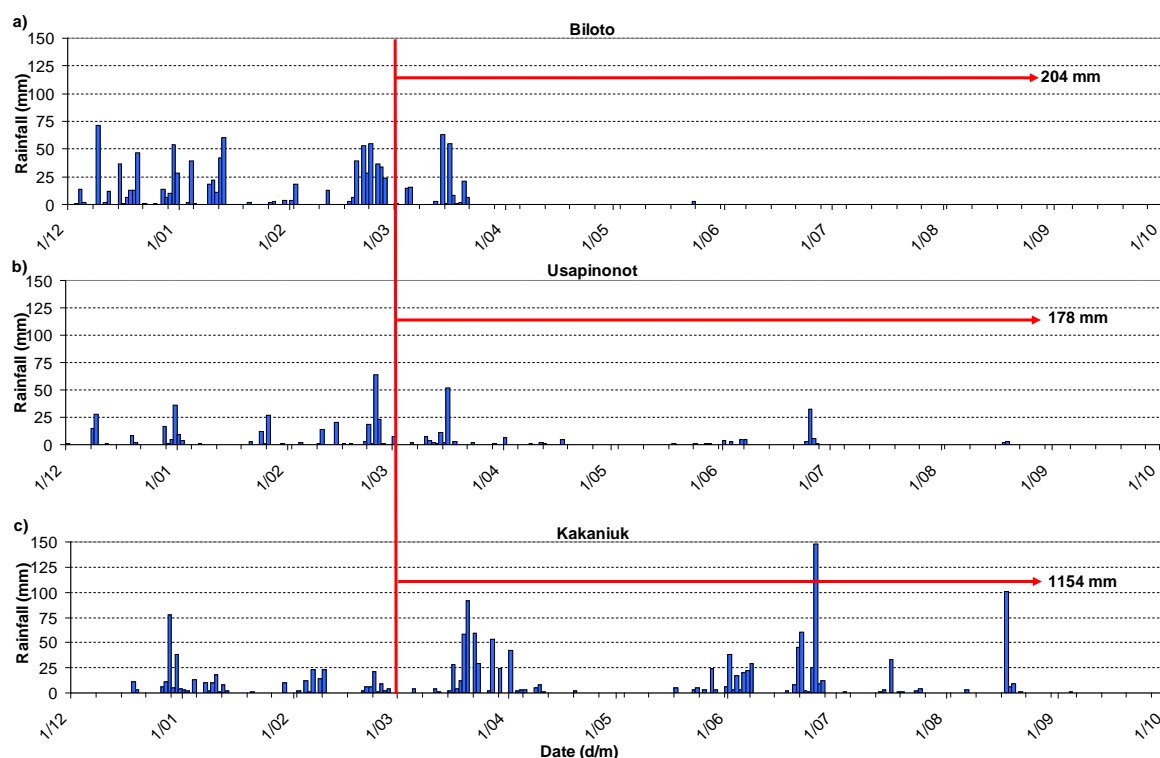 a)
Biloto
Rainfall (mm)
150
125
100
75
50
25
0
204 mm
1/12 1/01 1/02 1/03 1/04 1/05 1/06 1/07 1/08 1/09 1/10
b)
Usapinonot
Rainfall (mm)
150
125
100
75
50
25
0
178 mm
1/12 1/01 1/02 1/03 1/04 1/05 1/06 1/07 1/08 1/09 1/10
c)
Kakaniuk
Rainfall (mm)
150
125
100
75
50
25
0
1154 mm
1/12 1/01 1/02 1/03 1/04 1/05 1/06 1/07 1/08 1/09 1/10
Date (d/m)